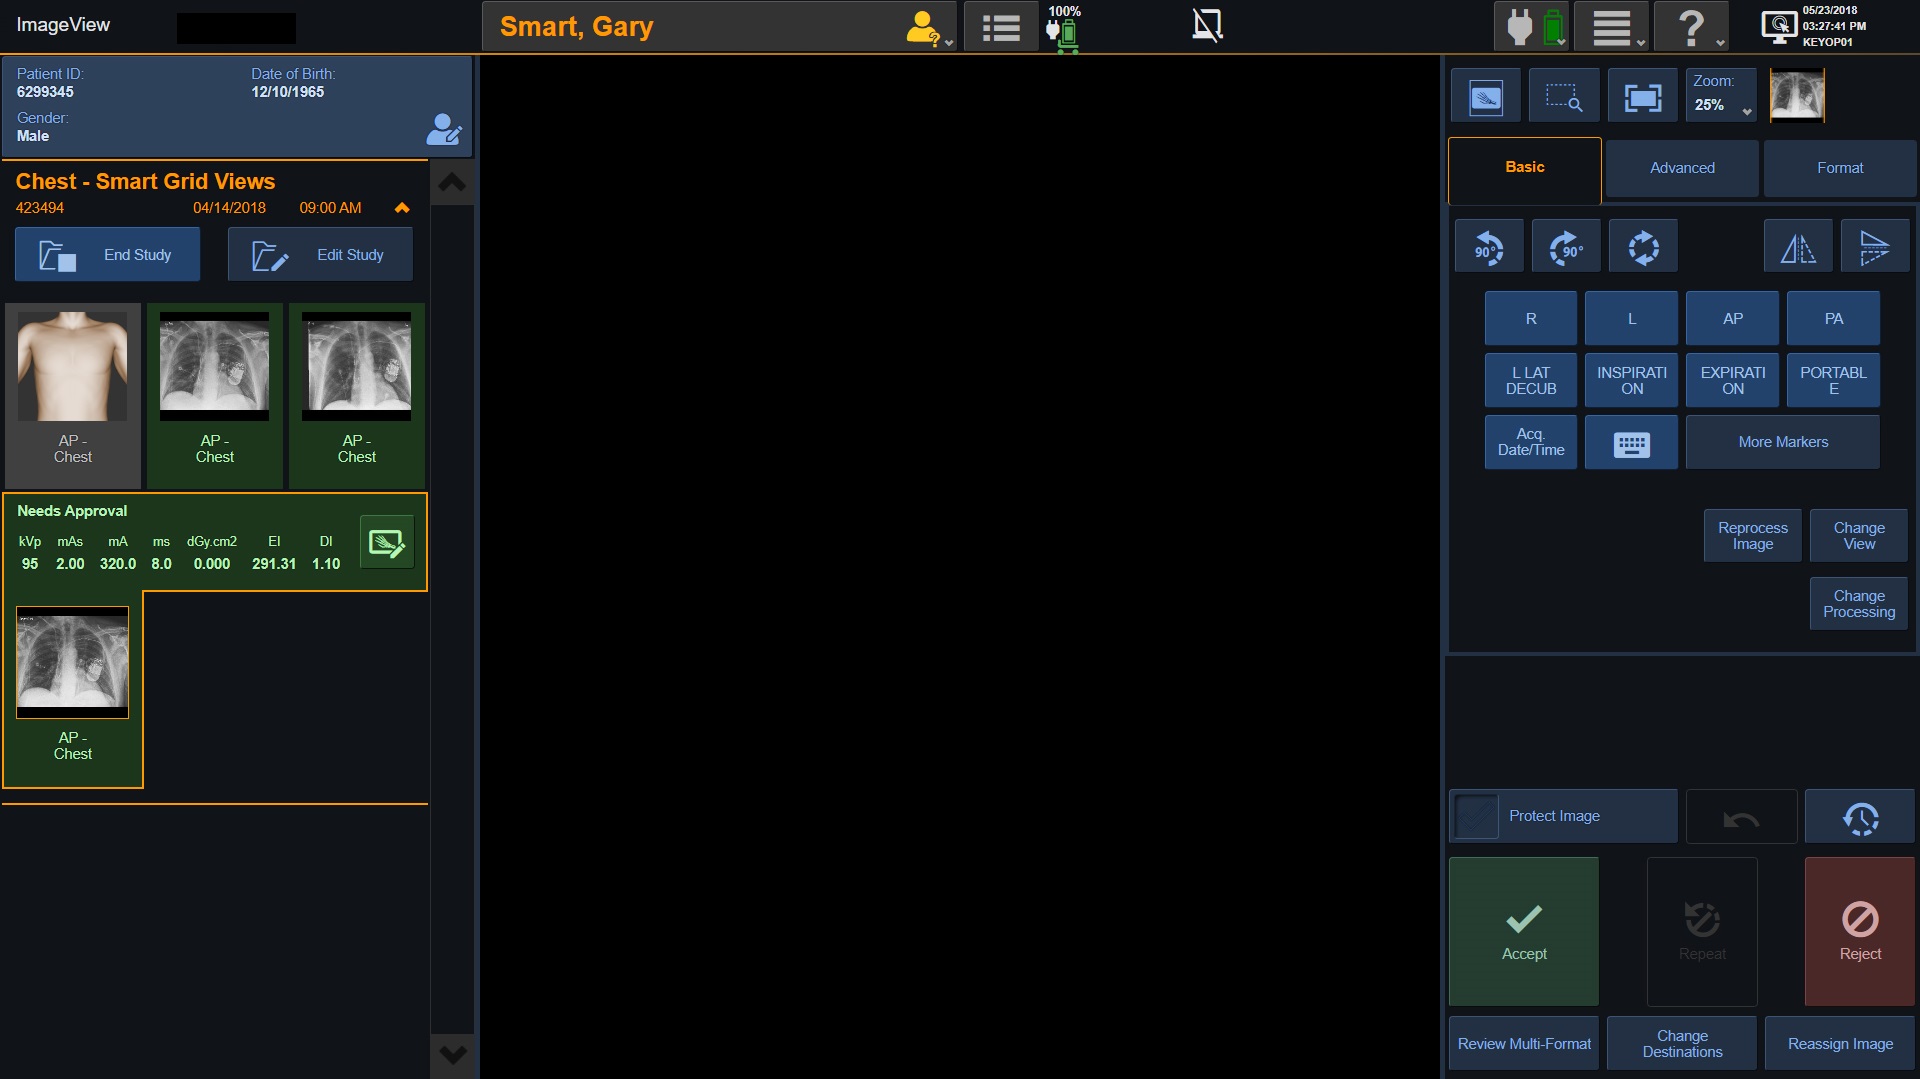 ImageView
Smart, Gary
?
100%
?
05/23/2018
03:27:41 PM
KEYOP01
Patient ID:
6299345
Date of Birth:
12/10/1965
Gender:
Male
Chest - Smart Grid Views
423494
04/14/2018
09:00 AM
End Study
Edit Study
AP -
Chest
AP -
Chest
AP -
Chest
Needs Approval
kVp mAs mA ms dGy.cm2 EI DI
95 2.00 320.0 8.0 0.000 291.31 1.10
AP -
Chest
Zoom:
25%
Basic
Advanced
Format
90°
90°
R
L
AP
PA
L LAT
DECUB
INSPIRATI
ON
EXPIRATI
ON
PORTABL
E
Acq.
Date/Time
More Markers
Reprocess
Image
Change
View
Change
Processing
Protect Image
Accept
Repeat
Reject
Review Multi-Format
Change
Destinations
Reassign Image